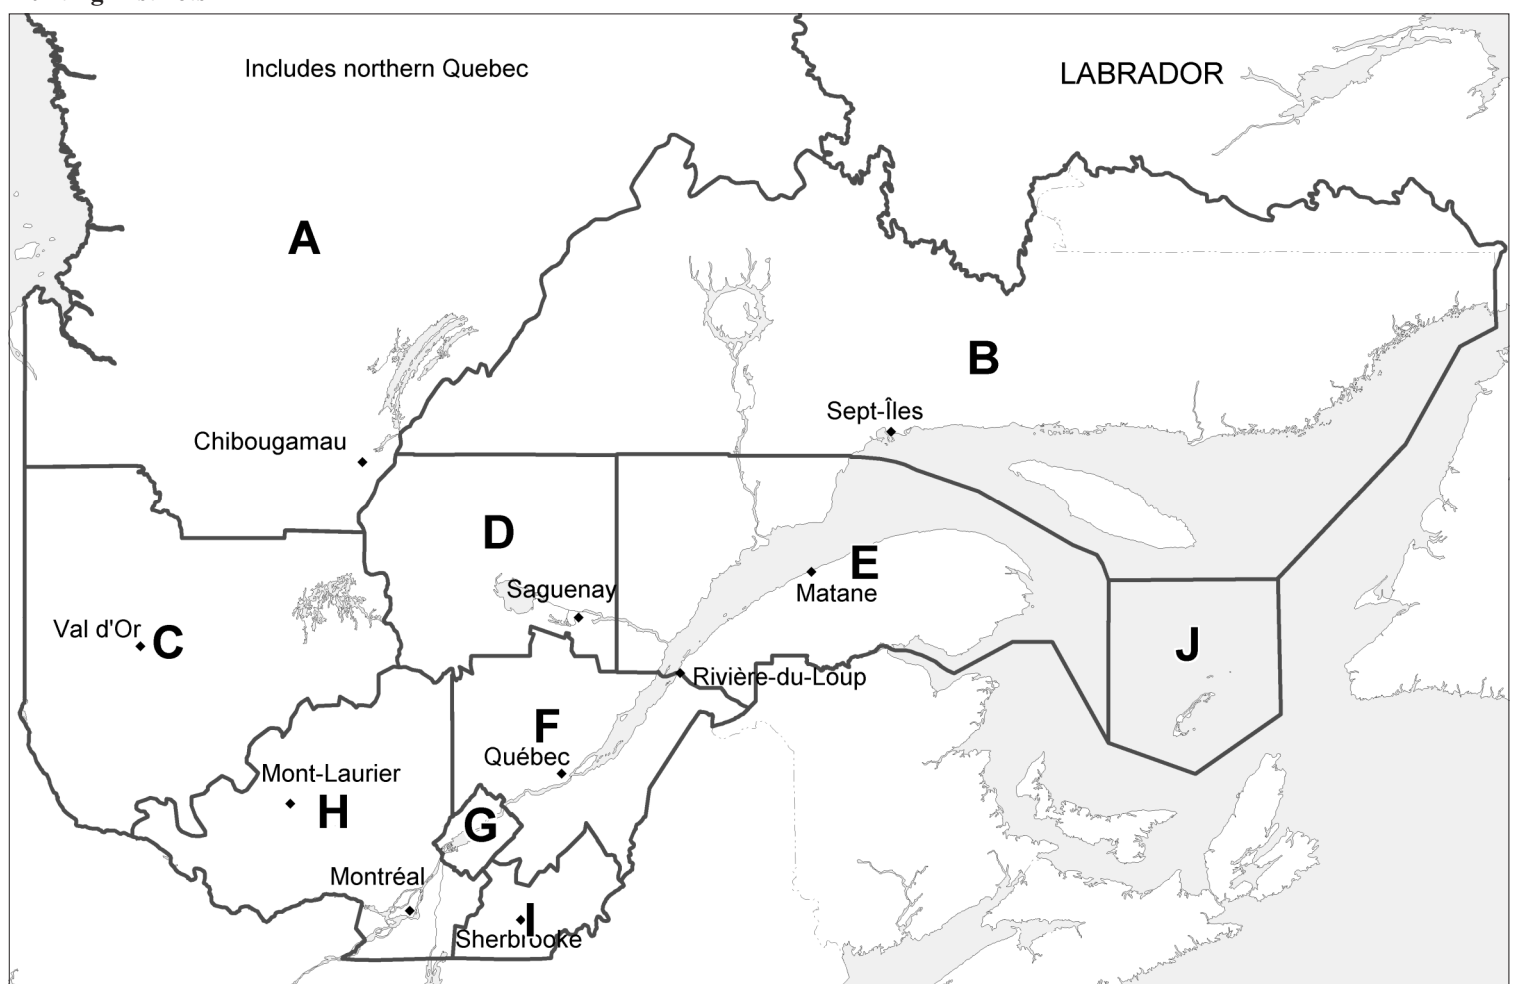 Includes northern Quebec
LABRADOR
A
B
Sept-Îles
Chibougamau
D
E
Saguenay
Matane
Val d'Or
C
J
Rivière-du-Loup
F
Québec
Mont-Laurier
H
G
Montréal
I
Sherbrooke